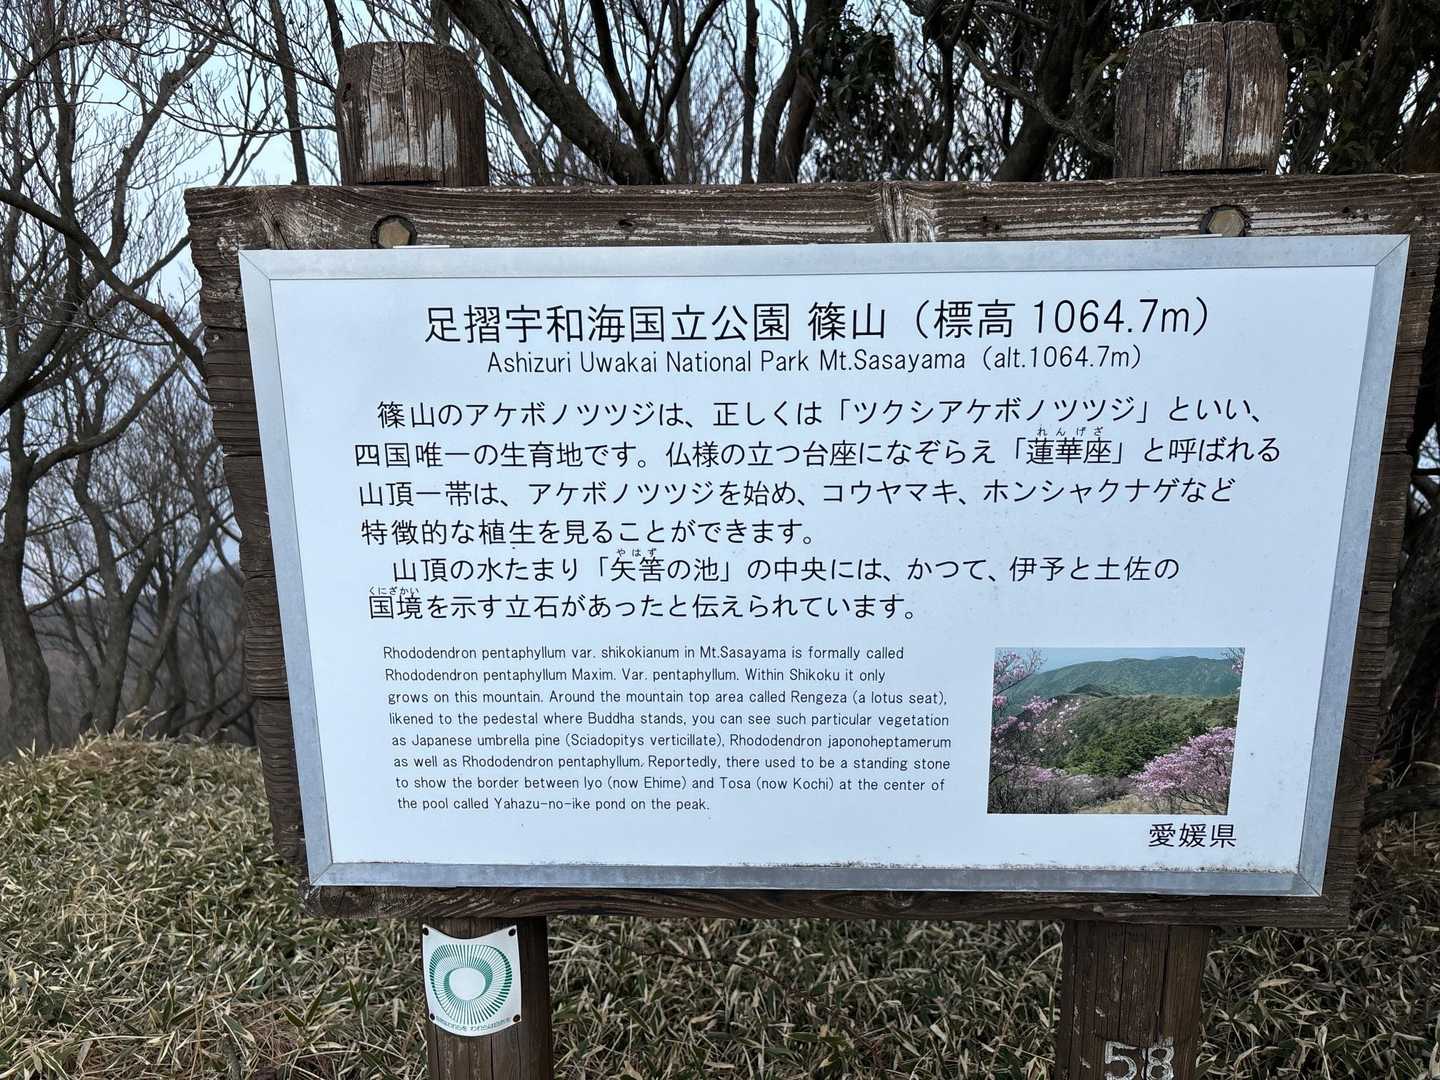 足摺宇和海国立公園 篠山（標高 1064.7m）
Ashizuri Uwakai National Park Mt.Sasayama (alt.1064.7m)
篠山のアケボノツツジは、正しくは「ツクシアケボノツツジ」といい、
れんげざ
四国唯一の生育地です。仏様の立つ台座になぞらえ「蓮華座」と呼ばれる
山頂一帯は、アケボノツツジを始め、コウヤマキ、ホンシャクナゲなど
特徴的な植生を見ることができます。
やはず
山頂の水たまり「矢筈の池」の中央には、かつて、伊予と土佐の
くにざかい
国境を示す立石があったと伝えられています。
Rhododendron pentaphyllum var. shikokianum in Mt.Sasayama is formally called
Rhododendron pentaphyllum Maxim. Var. pentaphyllum. Within Shikoku it only
grows on this mountain. Around the mountain top area called Rengeza (a lotus seat),
likened to the pedestal where Buddha stands, you can see such particular vegetation
as Japanese umbrella pine (Sciadopitys verticillate), Rhododendron japonoheptamerum
as well as Rhododendron pentaphyllum. Reportedly, there used to be a standing stone
to show the border between Iyo (now Ehime) and Tosa (now Kochi) at the center of
the pool called Yahazu-no-ike pond on the peak.
愛媛県
58